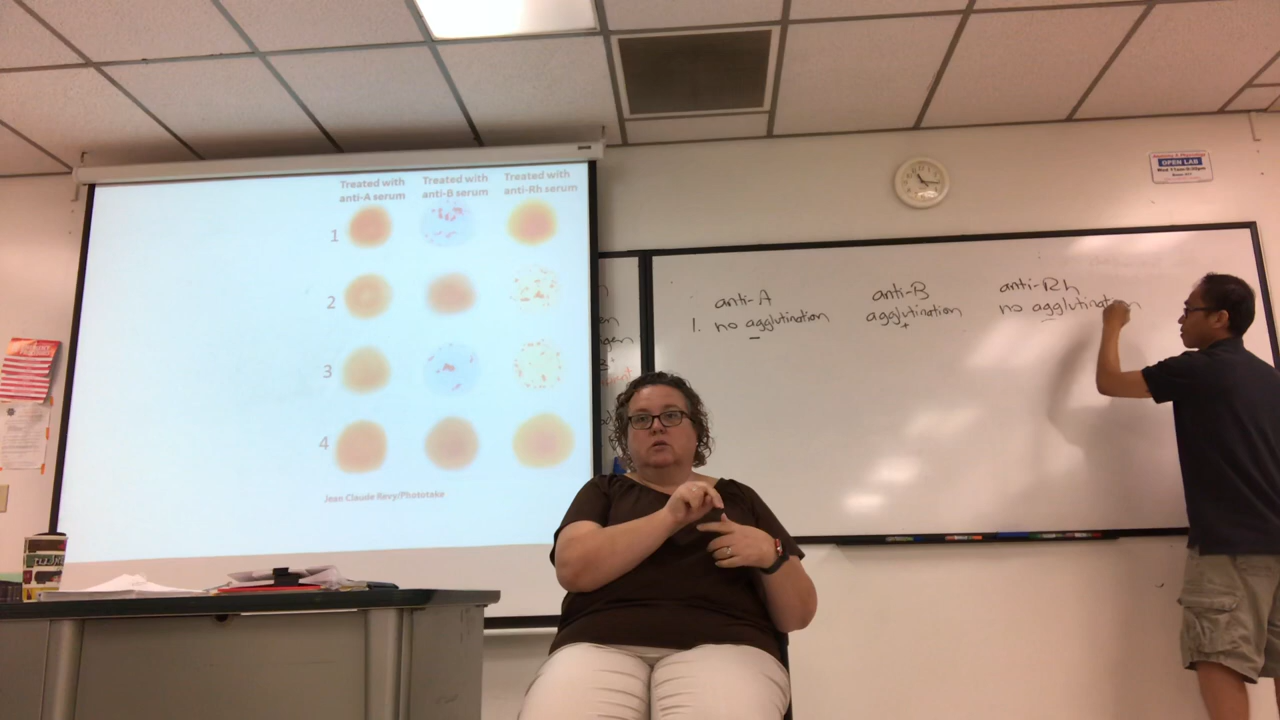 Treated with anti-A serum
Treated with anti-B serum
Treated with anti-Rh serum
1
2
3
4
Jean Claude Revy/Phototake
anti-A
anti-B
anti-Rh
1. no agglutination
agglutination
no agglutination
-
+
-
OPEN LAB